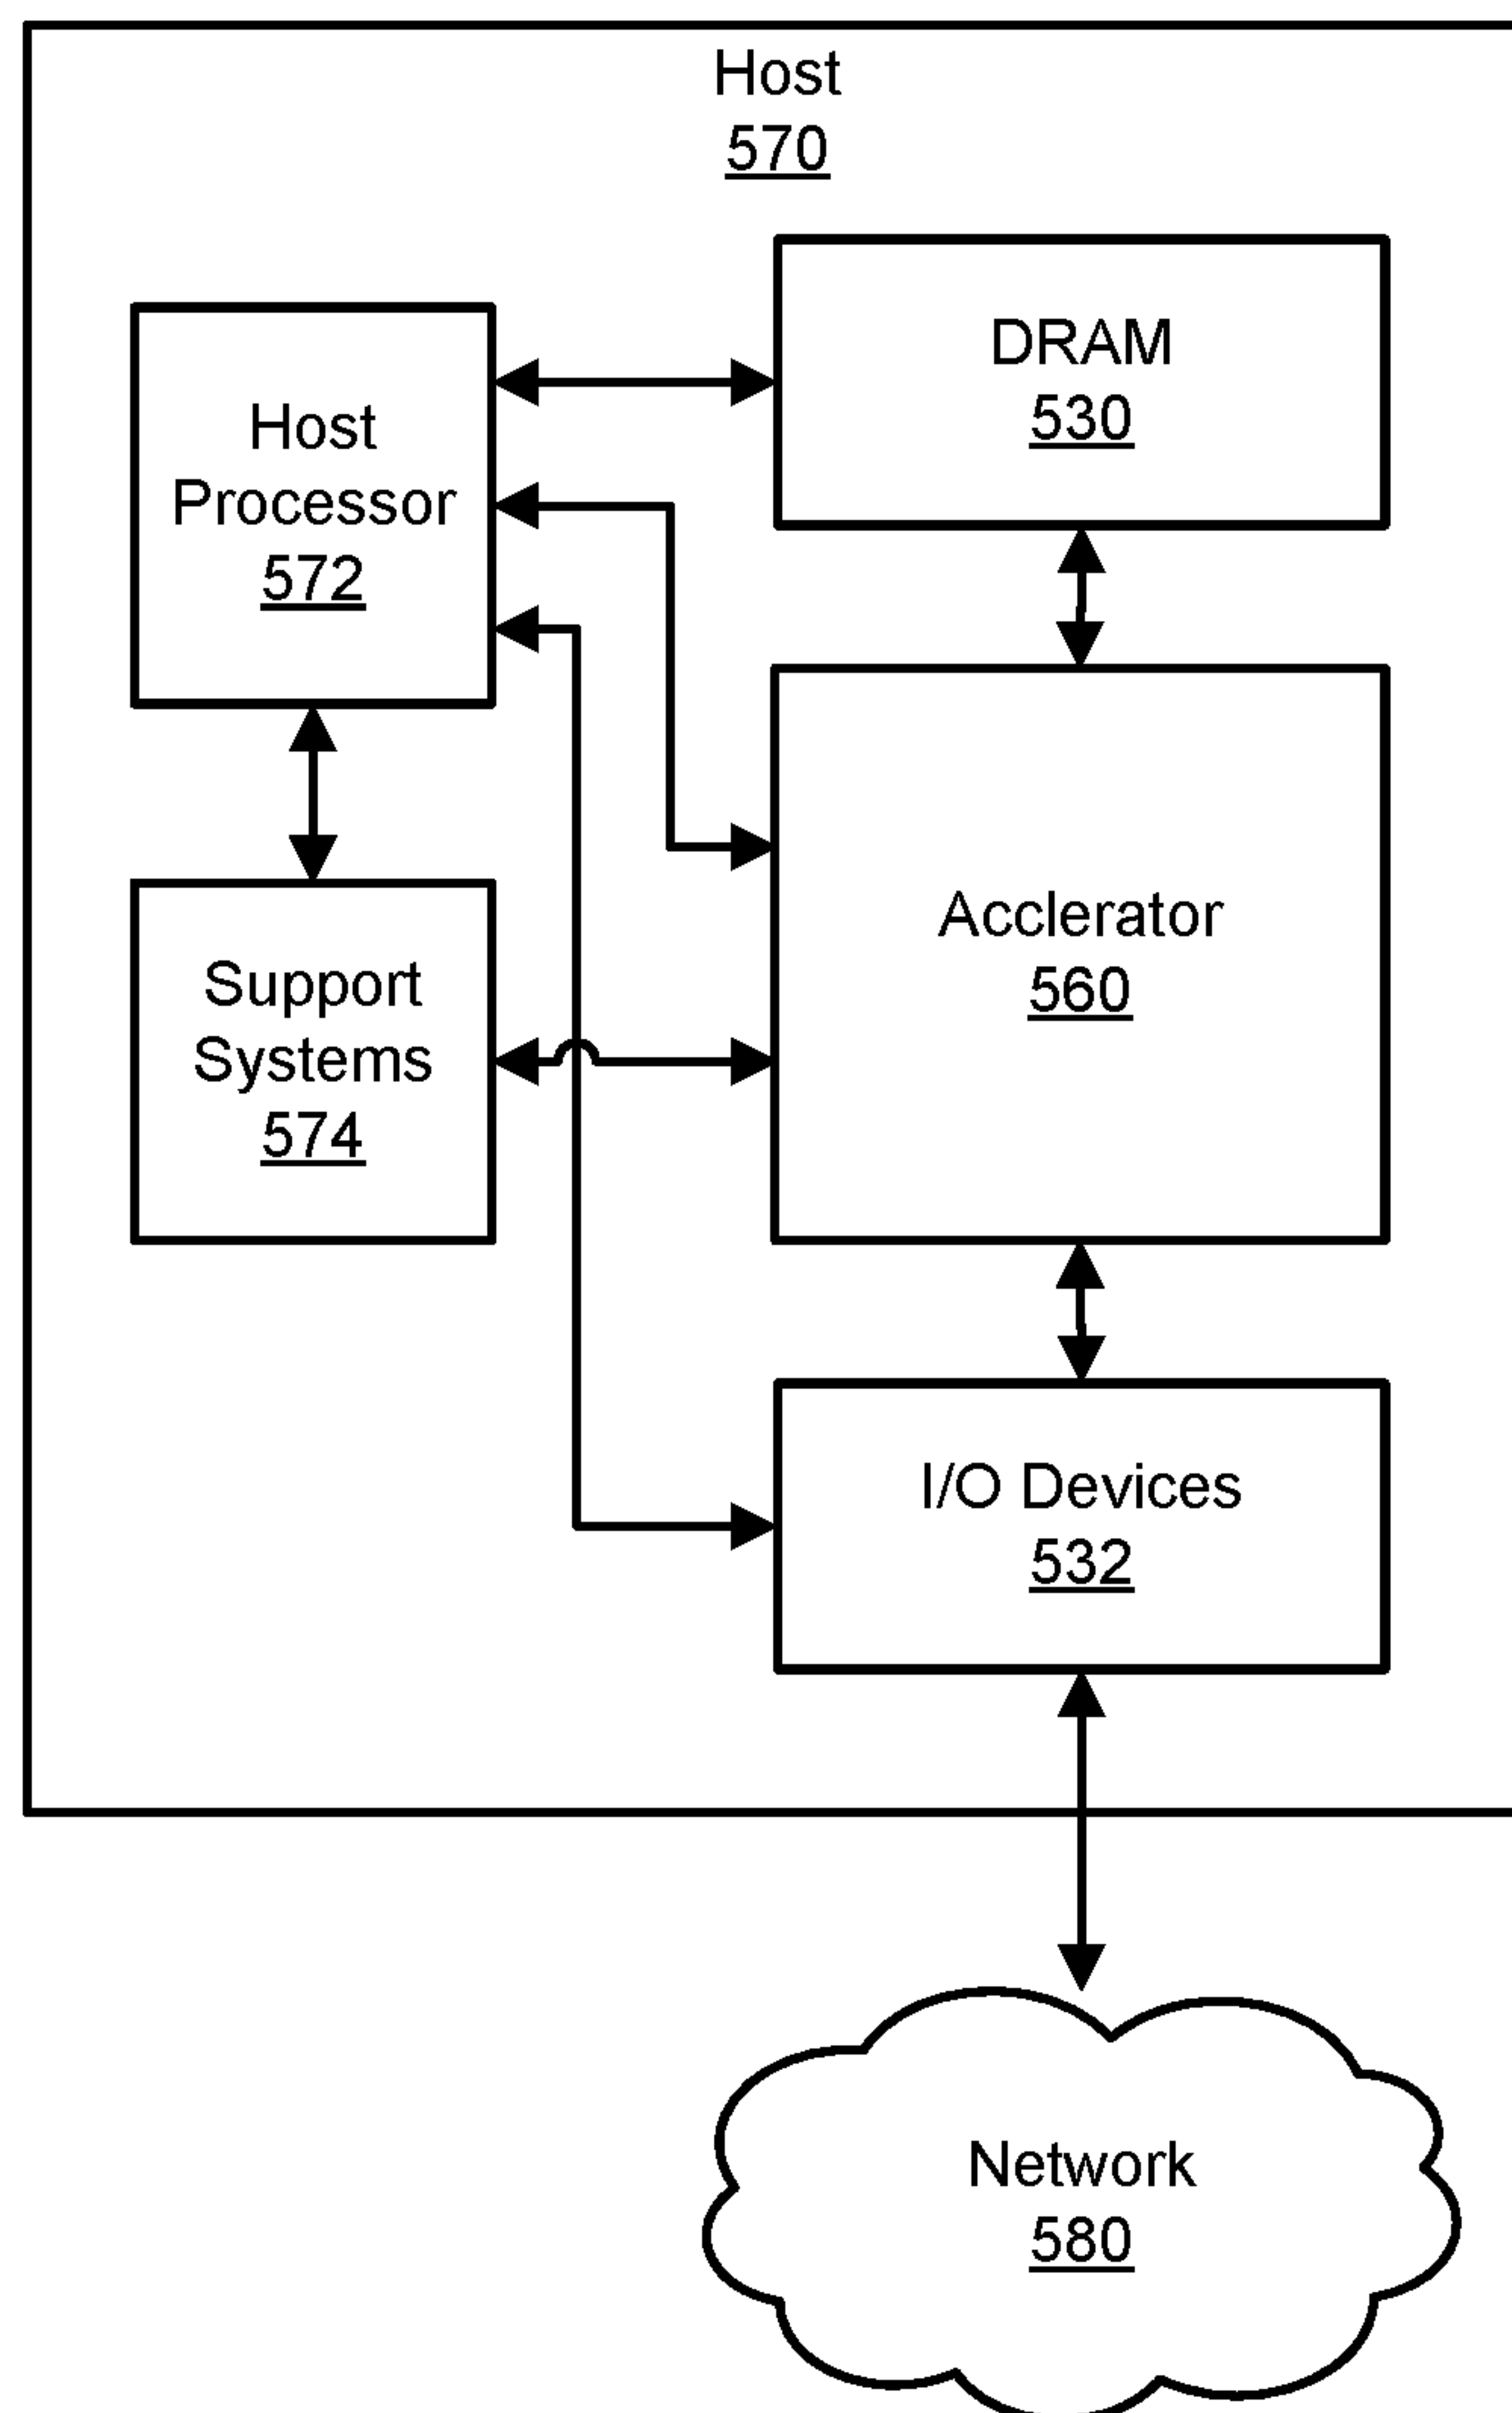 Host
570
DRAM
530
Host
Processor
572
Acclerator
560
Support
Systems
574
I/O Devices
532
Network
580